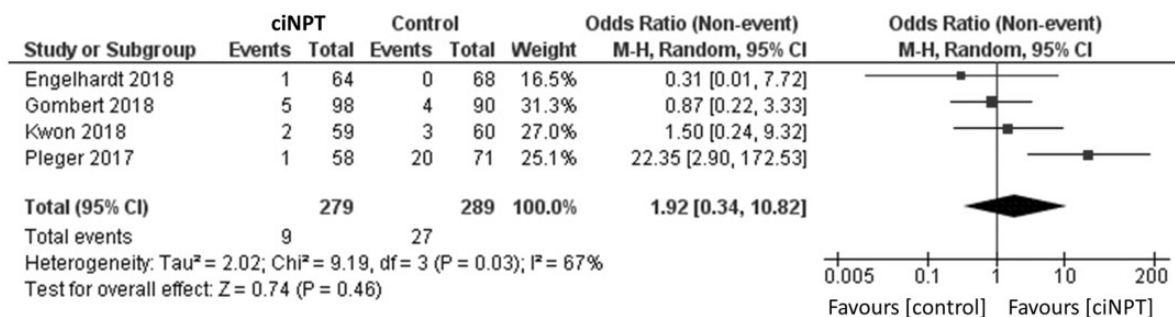 ciNPT Control Odds Ratio (Non-event) Odds Ratio (Non-event)
Study or Subgroup Events Total Events Total Weight M-H, Random, 95% CI M-H, Random, 95% CI
Engelhardt 2018 1 64 0 68 16.5% 0.31 [0.01, 7.72]
Gombert 2018 5 98 4 90 31.3% 0.87 [0.22, 3.33]
Kwon 2018 2 59 3 60 27.0% 1.50 [0.24, 9.32]
Pleger 2017 1 58 20 71 25.1% 22.35 [2.90, 172.53]
Total (95% CI) 279 289 100.0% 1.92 [0.34, 10.82]
Total events 9 27
Heterogeneity: Tau² = 2.02; Chi² = 9.19, df = 3 (P = 0.03); I² = 67%
Test for overall effect: Z = 0.74 (P = 0.46)
0.005 0.1 1 10 200
Favours [control] Favours [ciNPT]